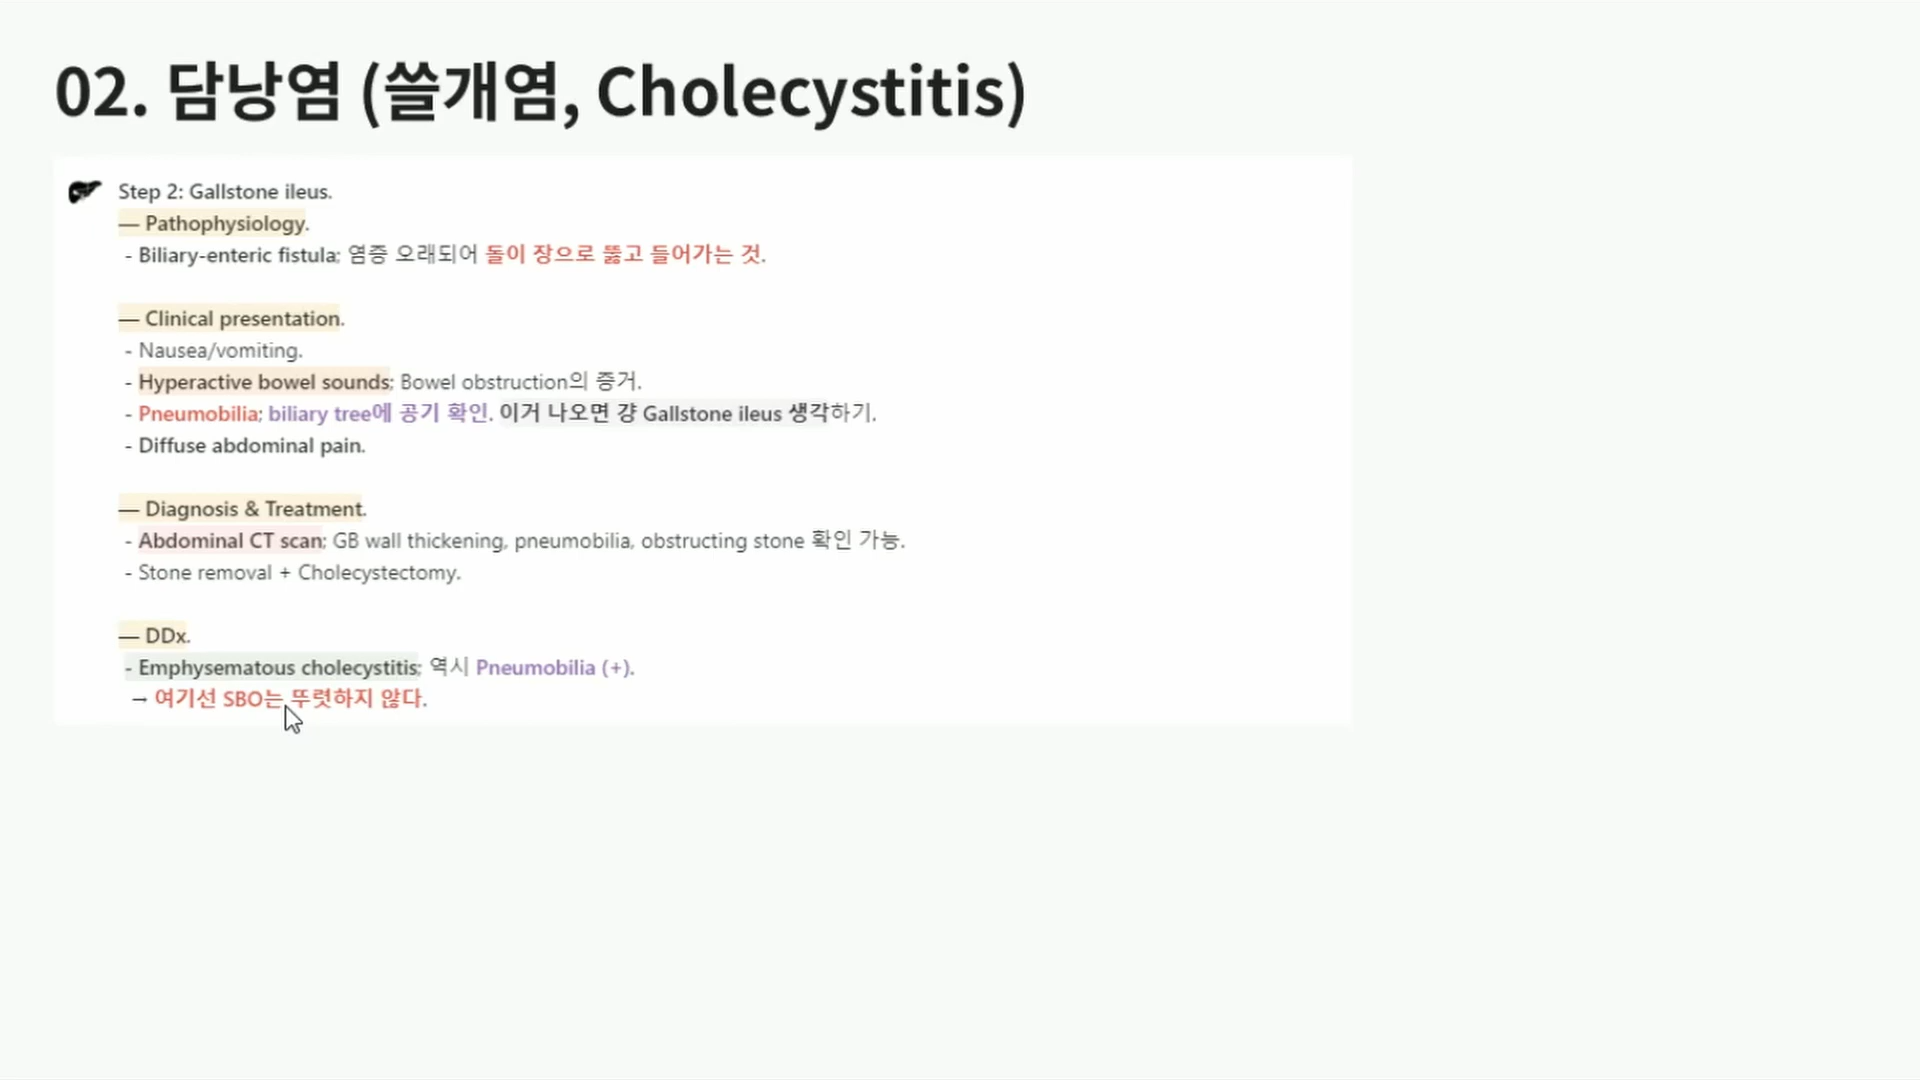 02. 담낭염 (쓸개염, Cholecystitis)
Step 2: Gallstone ileus.
— Pathophysiology.
- Biliary-enteric fistula; 염증 오래되어 돌이 장으로 뚫고 들어가는 것.
— Clinical presentation.
- Nausea/vomiting.
- Hyperactive bowel sounds; Bowel obstruction의 증거.
- Pneumobilia; biliary tree에 공기 확인. 이거 나오면 걍 Gallstone ileus 생각하기.
- Diffuse abdominal pain.
— Diagnosis & Treatment.
- Abdominal CT scan; GB wall thickening, pneumobilia, obstructing stone 확인 가능.
- Stone removal + Cholecystectomy.
— DDx.
- Emphysematous cholecystitis; 역시 Pneumobilia (+).
→ 여기선 SBO는 뚜렷하지 않다.